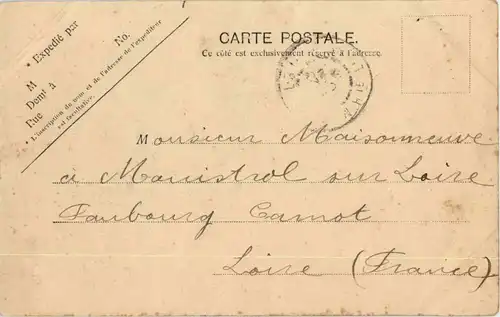 CARTE POSTALE.
Ce côté est exclusivement réservé à l'adresse.
Expédié par
No.
M
Demt à
Rue
L'inscription du nom et de l'adresse de l'expéditeur
est facultative.
Monsieur Maisonneuve
à Monistrol sur Loire
Faubourg Carnot
Loire (France)